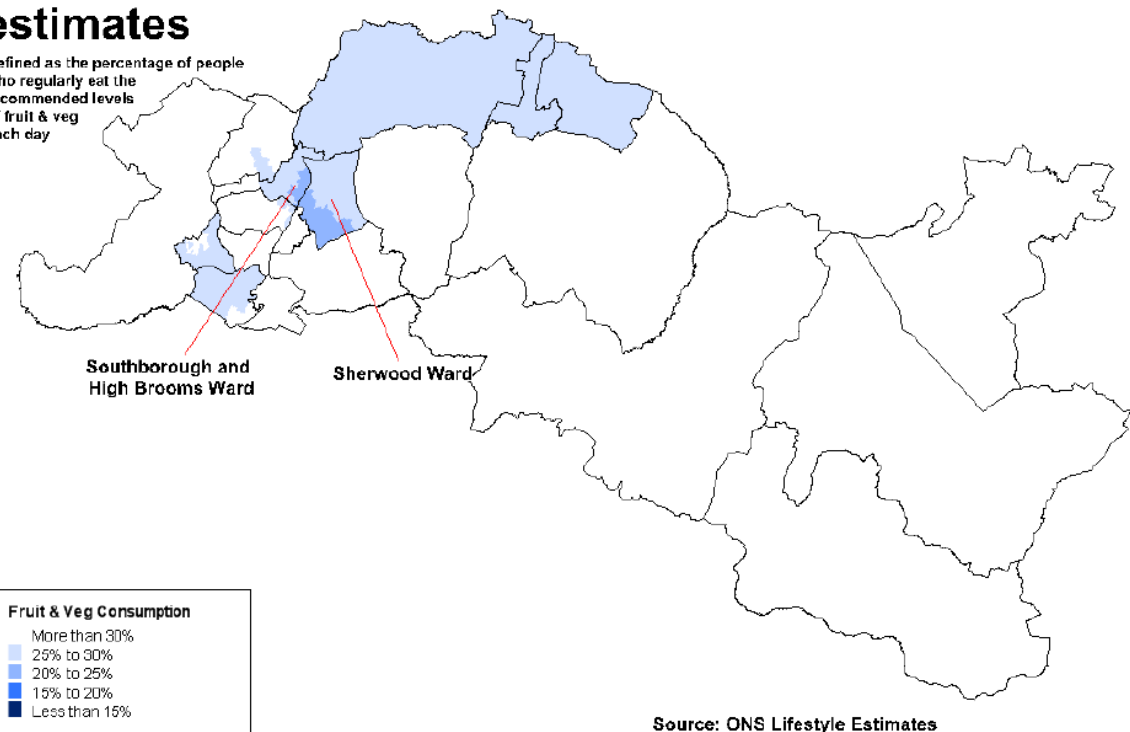 estimates
efined as the percentage of people
ho regularly eat the
commended levels
f fruit & veg
ach day
Southborough and
High Brooms Ward
Sherwood Ward
Fruit & Veg Consumption
More than 30%
25% to 30%
20% to 25%
15% to 20%
Less than 15%
Source: ONS Lifestyle Estimates